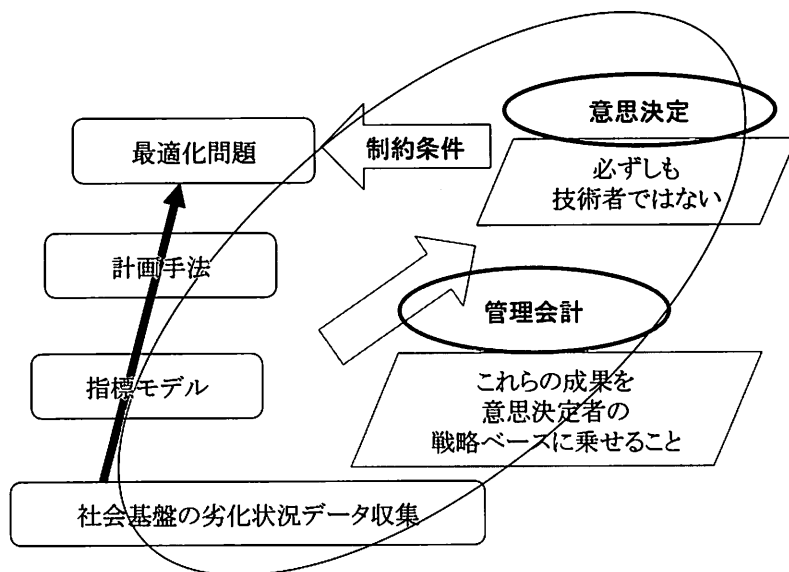 意思決定
最適化問題
制約条件
必ずしも
技術者ではない
計画手法
管理会計
指標モデル
これらの成果を
意思決定者の
戦略ベースに乗せること
社会基盤の劣化状況データ収集